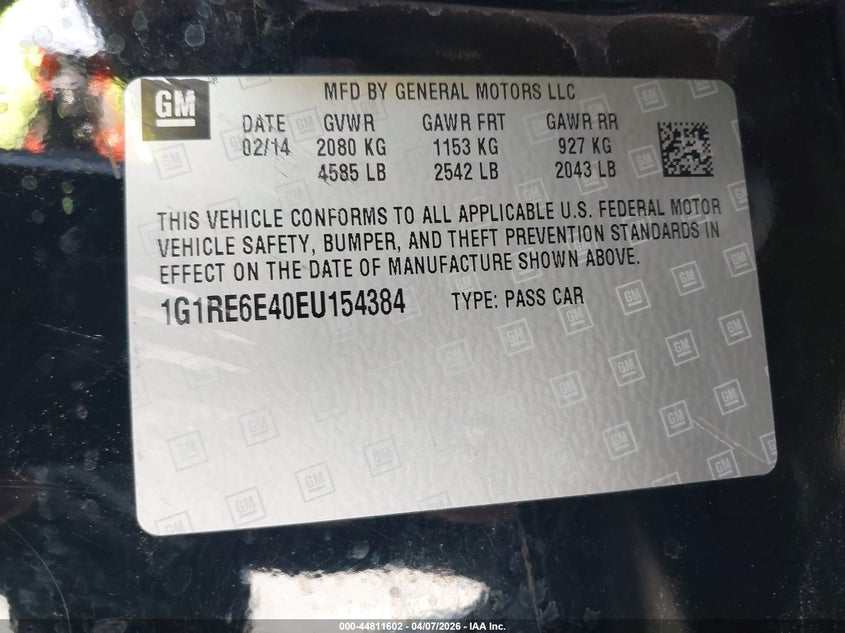 GM
MFD BY GENERAL MOTORS LLC
DATE GVWR GAWR FRT GAWR RR
02/14 2080 KG 1153 KG 927 KG
4585 LB 2542 LB 2043 LB
THIS VEHICLE CONFORMS TO ALL APPLICABLE U.S. FEDERAL MOTOR
VEHICLE SAFETY, BUMPER, AND THEFT PREVENTION STANDARDS IN
EFFECT ON THE DATE OF MANUFACTURE SHOWN ABOVE.
1G1RE6E40EU154384 TYPE: PASS CAR
000-44811602 - 04/07/2026 - IAA Inc.